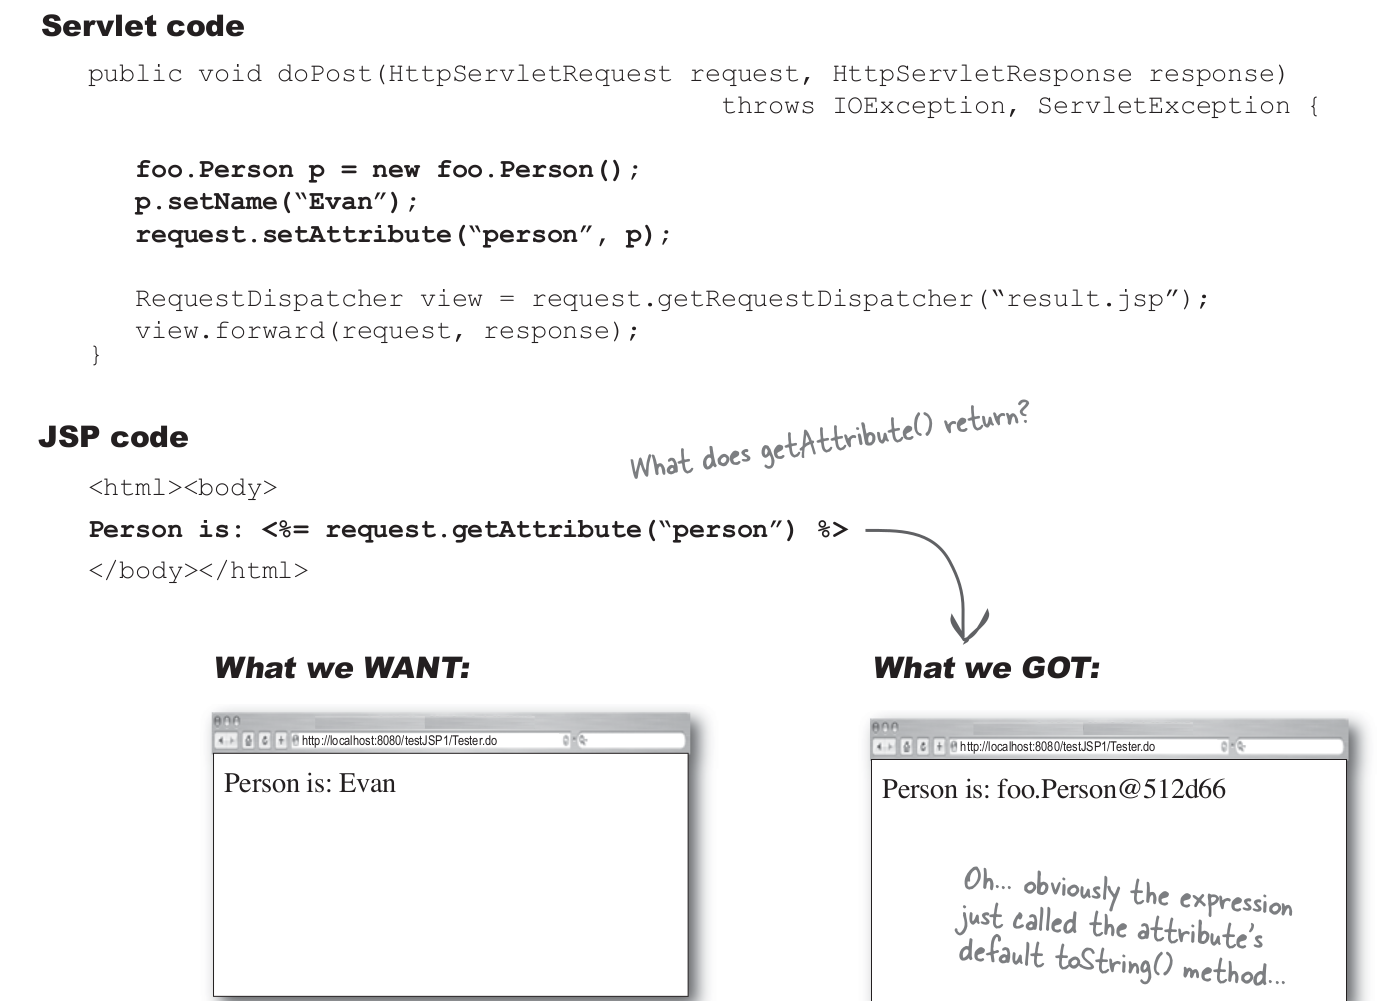 Servlet code
public void doPost(HttpServletRequest request, HttpServletResponse response)
throws IOException, ServletException {
foo.Person p = new foo.Person();
p.setName(“Evan”);
request.setAttribute(“person”, p);
RequestDispatcher view = request.getRequestDispatcher(“result.jsp”);
view.forward(request, response);
}
JSP code
What does getAttribute() return?
<html><body>
Person is: <%= request.getAttribute(“person”) %>
</body></html>
What we WANT:
What we GOT:
http://localhost:8080/testJSP1/Tester.do
Person is: Evan
http://localhost:8080/testJSP1/Tester.do
Person is: foo.Person@512d66
Oh... obviously the expression
just called the attribute’s
default toString() method...